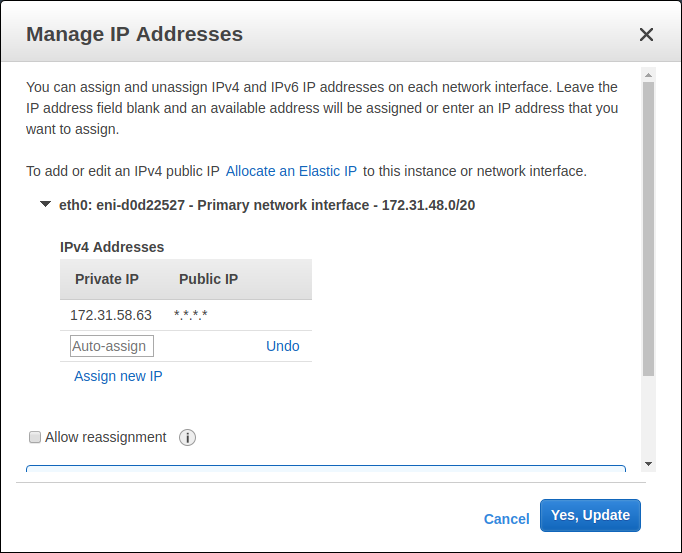 Manage IP Addresses
You can assign and unassign IPv4 and IPv6 IP addresses on each network interface. Leave the
IP address field blank and an available address will be assigned or enter an IP address that you
want to assign.
To add or edit an IPv4 public IP Allocate an Elastic IP to this instance or network interface.
eth0: eni-d0d22527 - Primary network interface - 172.31.48.0/20
IPv4 Addresses
Private IP Public IP
172.31.58.63 *.*.*.*
Auto-assign Undo
Assign new IP
Allow reassignment i
Cancel Yes, Update